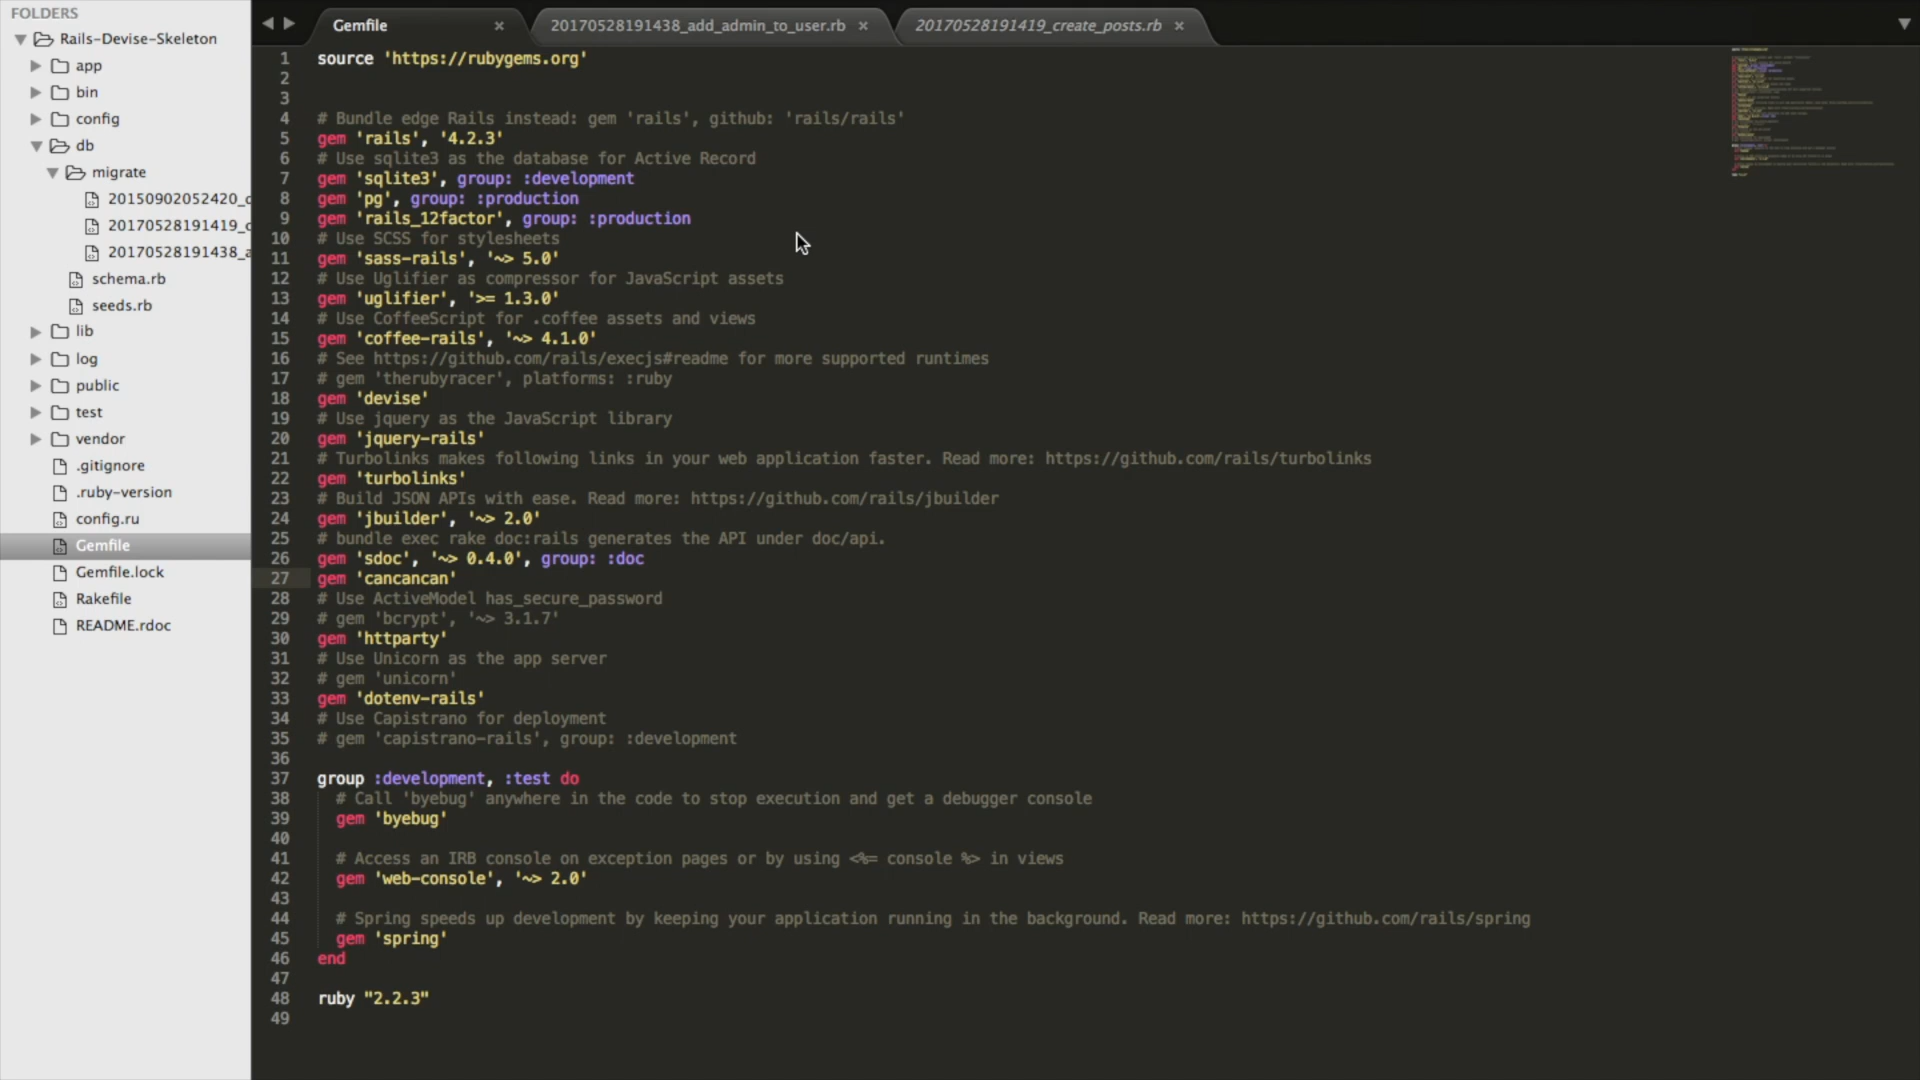 FOLDERS
Rails-Devise-Skeleton
app
bin
config
db
migrate
20150902052420_
20170528191419_
20170528191438_
schema.rb
seeds.rb
lib
log
public
test
vendor
.gitignore
.ruby-version
config.ru
Gemfile
Gemfile.lock
Rakefile
README.rdoc
Gemfile × 20170528191438_add_admin_to_user.rb × 20170528191419_create_posts.rb ×
1 source 'https://rubygems.org'
2
3
4 # Bundle edge Rails instead: gem 'rails', github: 'rails/rails'
5 gem 'rails', '4.2.3'
6 # Use sqlite3 as the database for Active Record
7 gem 'sqlite3', group: :development
8 gem 'pg', group: :production
9 gem 'rails_12factor', group: :production
10 # Use SCSS for stylesheets
11 gem 'sass-rails', '~> 5.0'
12 # Use Uglifier as compressor for JavaScript assets
13 gem 'uglifier', '>= 1.3.0'
14 # Use CoffeeScript for .coffee assets and views
15 gem 'coffee-rails', '~> 4.1.0'
16 # See https://github.com/rails/execjs#readme for more supported runtimes
17 # gem 'therubyracer', platforms: :ruby
18 gem 'devise'
19 # Use jquery as the JavaScript library
20 gem 'jquery-rails'
21 # Turbolinks makes following links in your web application faster. Read more: https://github.com/rails/turbolinks
22 gem 'turbolinks'
23 # Build JSON APIs with ease. Read more: https://github.com/rails/jbuilder
24 gem 'jbuilder', '~> 2.0'
25 # bundle exec rake doc:rails generates the API under doc/api.
26 gem 'sdoc', '~> 0.4.0', group: :doc
27 gem 'cancancan'
28 # Use ActiveModel has_secure_password
29 # gem 'bcrypt', '~> 3.1.7'
30 gem 'httparty'
31 # Use Unicorn as the app server
32 # gem 'unicorn'
33 gem 'dotenv-rails'
34 # Use Capistrano for deployment
35 # gem 'capistrano-rails', group: :development
36
37 group :development, :test do
38 # Call 'byebug' anywhere in the code to stop execution and get a debugger console
39 gem 'byebug'
40
41 # Access an IRB console on exception pages or by using <%= console %> in views
42 gem 'web-console', '~> 2.0'
43
44 # Spring speeds up development by keeping your application running in the background. Read more: https://github.com/rails/spring
45 gem 'spring'
46 end
47
48 ruby "2.2.3"
49